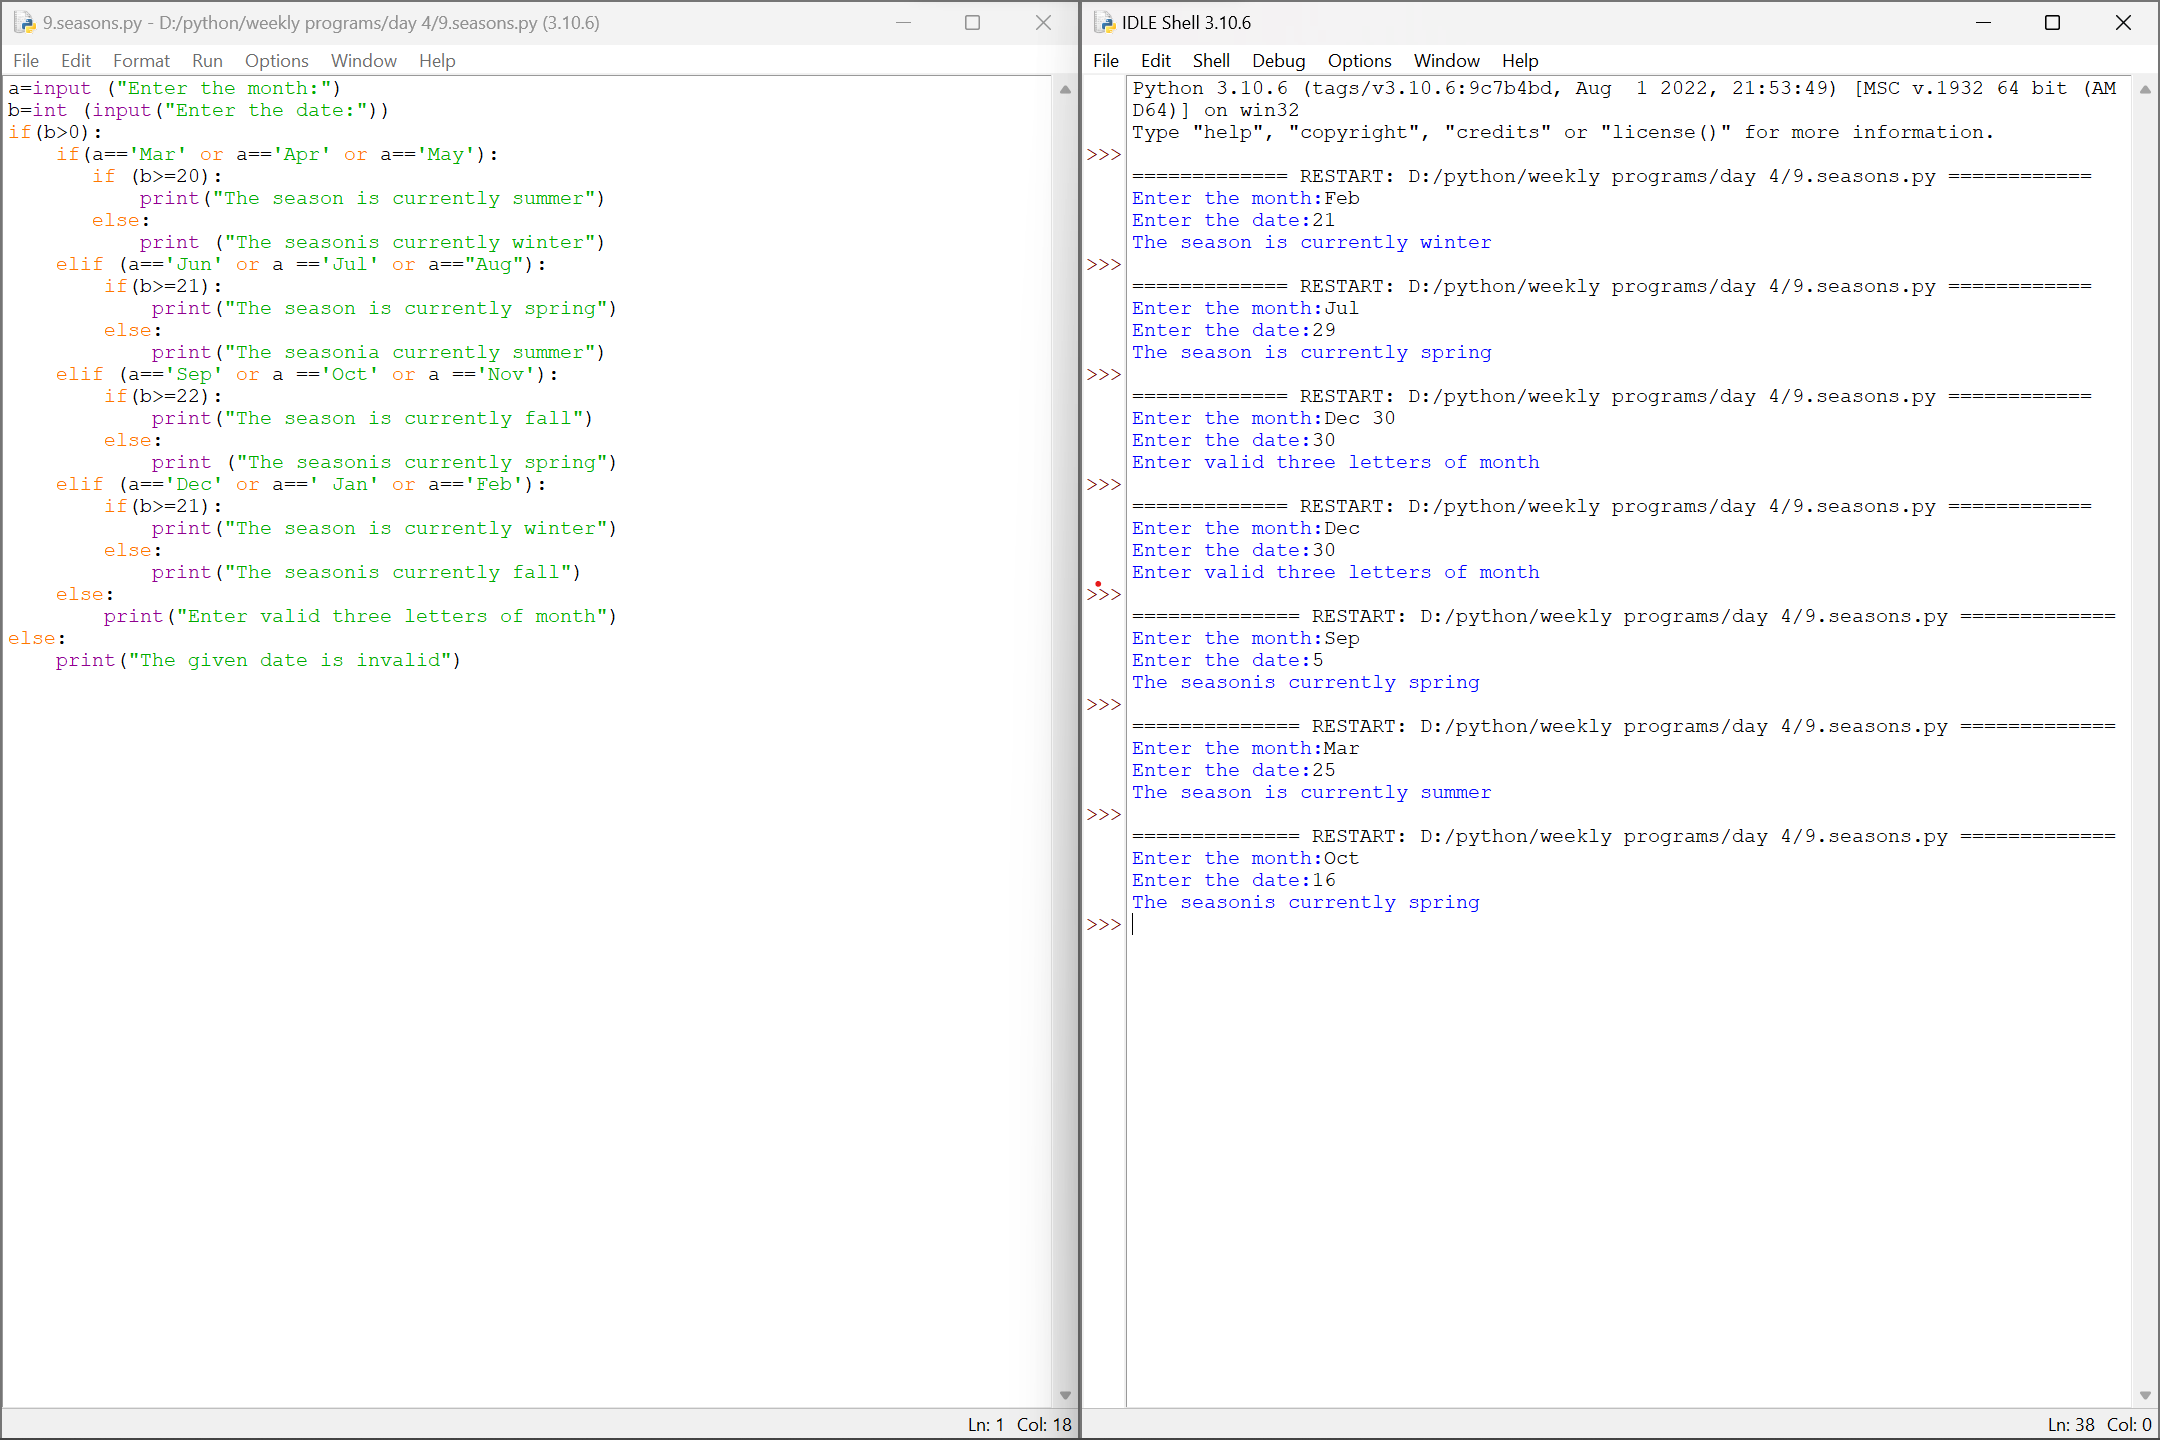 9.seasons.py - D:/python/weekly programs/day 4/9.seasons.py (3.10.6)
File Edit Format Run Options Window Help
a=input ("Enter the month:")
b=int (input("Enter the date:"))
if(b>0):
    if(a=='Mar' or a=='Apr' or a=='May'):
       if (b>=20):
           print("The season is currently summer")
       else:
           print ("The seasonis currently winter")
    elif (a=='Jun' or a =='Jul' or a=="Aug"):
        if(b>=21):
            print("The season is currently spring")
        else:
            print("The seasonia currently summer")
    elif (a=='Sep' or a =='Oct' or a =='Nov'):
        if(b>=22):
            print("The season is currently fall")
        else:
            print ("The seasonis currently spring")
    elif (a=='Dec' or a==' Jan' or a=='Feb'):
        if(b>=21):
            print("The season is currently winter")
        else:
            print("The seasonis currently fall")
    else:
        print("Enter valid three letters of month")
else:
    print("The given date is invalid")
Ln: 1 Col: 18
IDLE Shell 3.10.6
File Edit Shell Debug Options Window Help
Python 3.10.6 (tags/v3.10.6:9c7b4bd, Aug  1 2022, 21:53:49) [MSC v.1932 64 bit (AM
D64)] on win32
Type "help", "copyright", "credits" or "license()" for more information.
>>>
============= RESTART: D:/python/weekly programs/day 4/9.seasons.py ============
Enter the month:Feb
Enter the date:21
The season is currently winter
>>>
============= RESTART: D:/python/weekly programs/day 4/9.seasons.py ============
Enter the month:Jul
Enter the date:29
The season is currently spring
>>>
============= RESTART: D:/python/weekly programs/day 4/9.seasons.py ============
Enter the month:Dec 30
Enter the date:30
Enter valid three letters of month
>>>
============= RESTART: D:/python/weekly programs/day 4/9.seasons.py ============
Enter the month:Dec
Enter the date:30
Enter valid three letters of month
>>>
============== RESTART: D:/python/weekly programs/day 4/9.seasons.py =============
Enter the month:Sep
Enter the date:5
The seasonis currently spring
>>>
============== RESTART: D:/python/weekly programs/day 4/9.seasons.py =============
Enter the month:Mar
Enter the date:25
The season is currently summer
>>>
============== RESTART: D:/python/weekly programs/day 4/9.seasons.py =============
Enter the month:Oct
Enter the date:16
The seasonis currently spring
>>>
Ln: 38 Col: 0